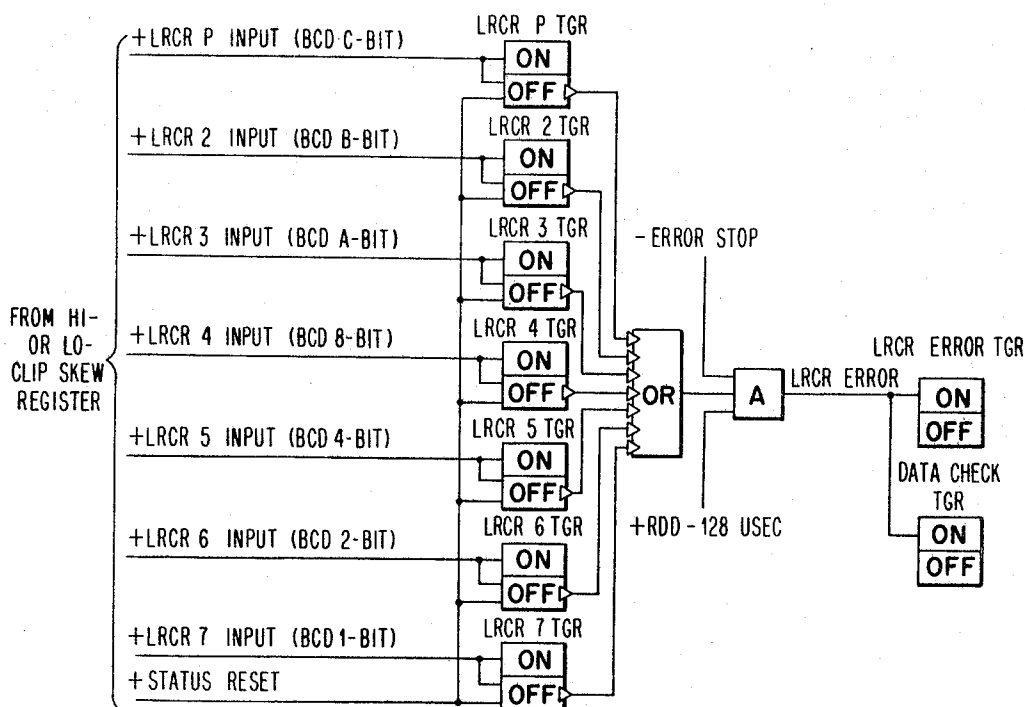 LRCR P TGR
+LRCR P INPUT (BCD C-BIT)
ON
OFF
LRCR 2 TGR
+LRCR 2 INPUT (BCD B-BIT)
ON
OFF
LRCR 3 TGR
+LRCR 3 INPUT (BCD A-BIT)
ON
OFF
-ERROR STOP
FROM HI-
OR LO-
CLIP SKEW
REGISTER
LRCR 4 TGR
+LRCR 4 INPUT (BCD 8-BIT)
ON
OFF
OR
A
LRCR ERROR
LRCR ERROR TGR
ON
OFF
LRCR 5 TGR
+LRCR 5 INPUT (BCD 4-BIT)
ON
OFF
DATA CHECK
TGR
ON
OFF
+RDD-128 USEC
LRCR 6 TGR
+LRCR 6 INPUT (BCD 2-BIT)
ON
OFF
LRCR 7 TGR
+LRCR 7 INPUT (BCD 1-BIT)
ON
+STATUS RESET
OFF